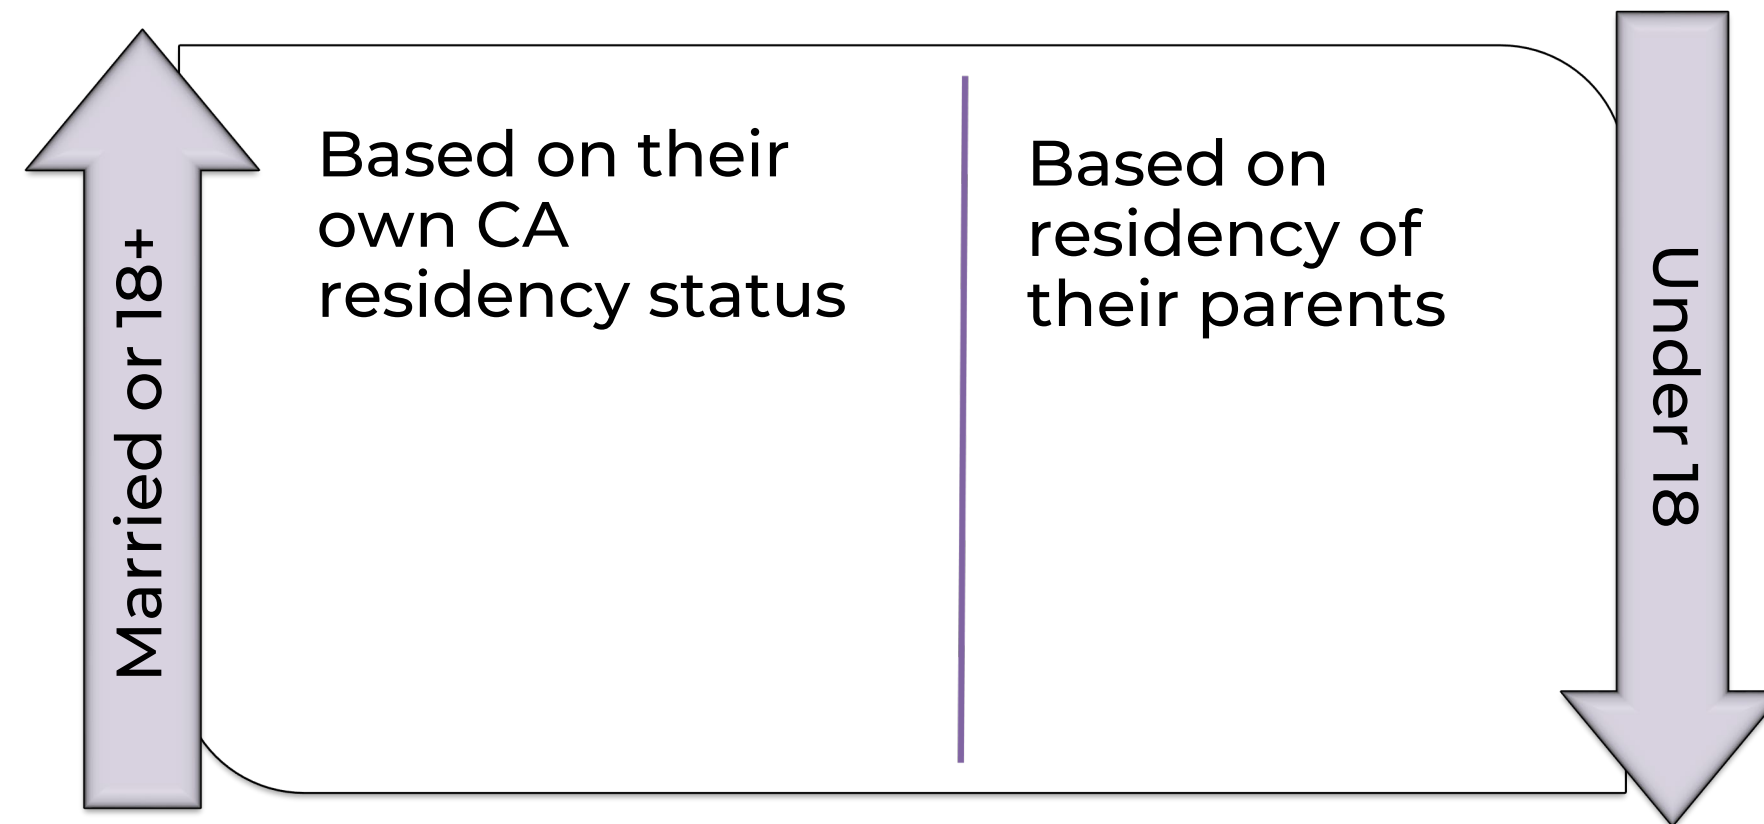 Married or 18+
Based on their
own CA
residency status
Based on
residency of
their parents
Under 18